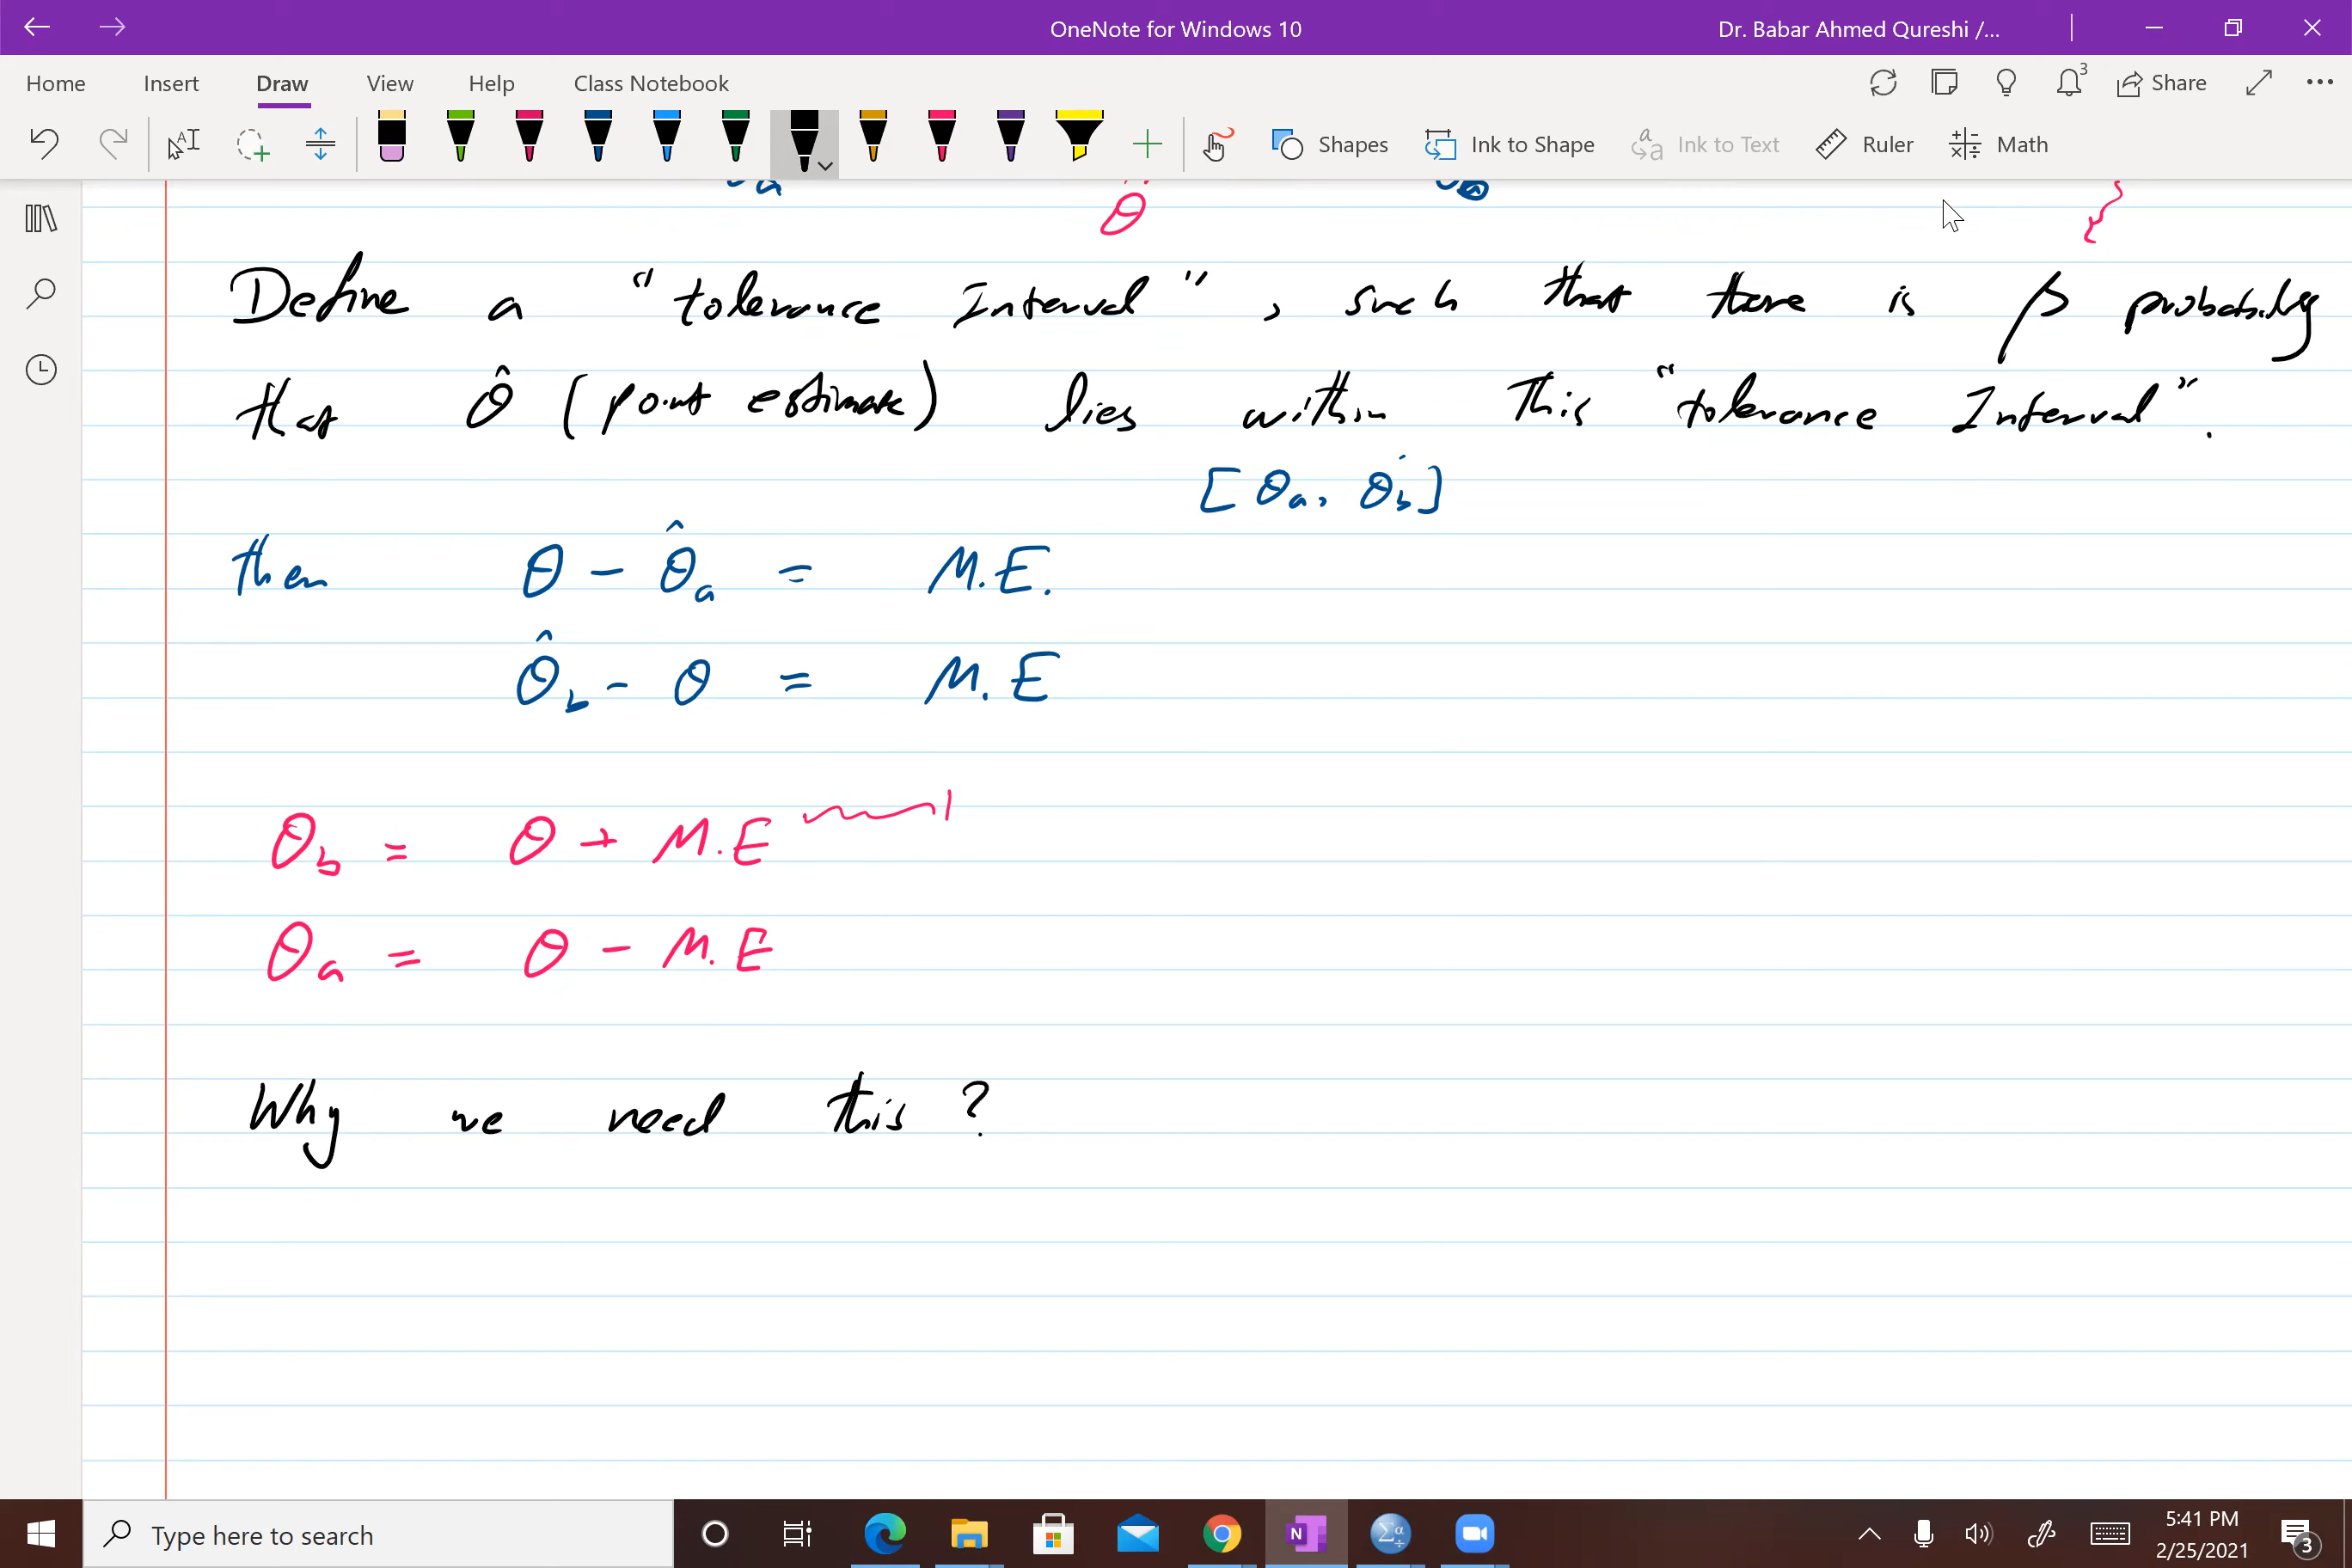 OneNote for Windows 10 Dr. Babar Ahmed Qureshi /...
Home Insert Draw View Help Class Notebook 3 Share
Shapes Ink to Shape Ink to Text Ruler Math
θ
Define a "tolerance Interval", such that there is β probability
that θ̂ (point estimate) lies within This "tolerance Interval".
[θa, θb]
then θ - θ̂a = M.E.
θ̂b - θ = M.E
θb = θ + M.E
θa = θ - M.E
Why we need this?
Type here to search
5:41 PM
2/25/2021
3